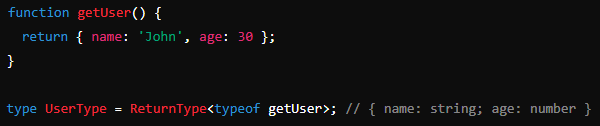 function getUser() {
  return { name: 'John', age: 30 };
}
type UserType = ReturnType<typeof getUser>; // { name: string; age: number }